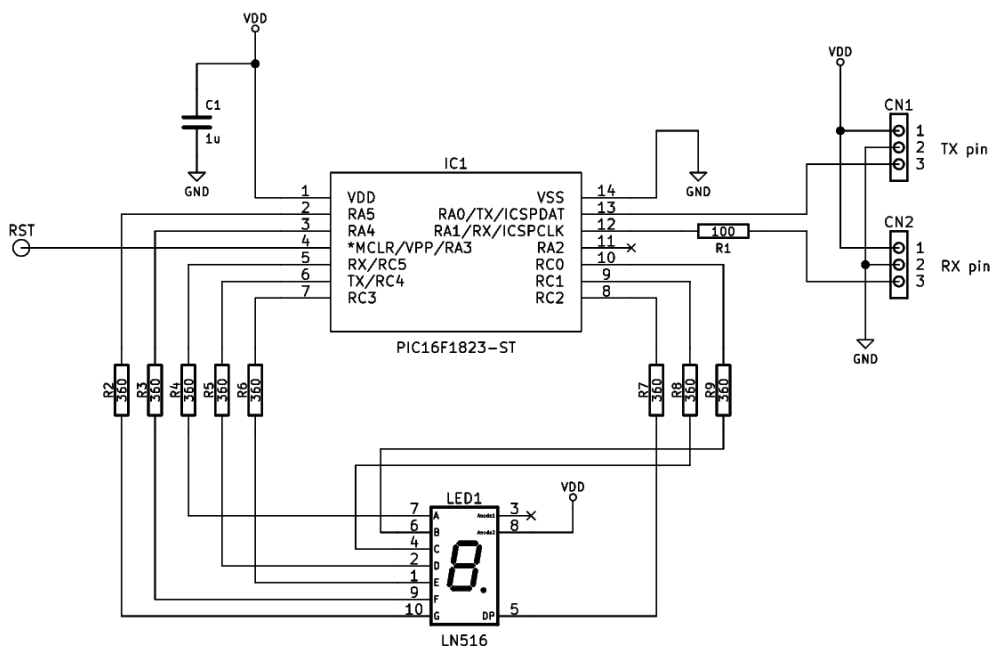 VDD
C1
1u
GND
IC1
GND
1 VDD VSS 14
2 RA5 RA0/TX/ICSPDAT 13
3 RA4 RA1/RX/ICSPCLK 12
4 *MCLR/VPP/RA3 RA2 11
5 RX/RC5 RC0 10
6 TX/RC4 RC1 9
7 RC3 RC2 8
PIC16F1823-ST
RST
100
R1
VDD
CN1
1
2
3
TX pin
CN2
1
2
3
RX pin
GND
R2 360
R3 360
R4 360
R5 360
R6 360
R7 360
R8 360
R9 360
VDD
LED1
7 A Anode1 3
6 B Anode2 8
4 C
2 D
1 E
9 F
10 G DP 5
8.
LN516